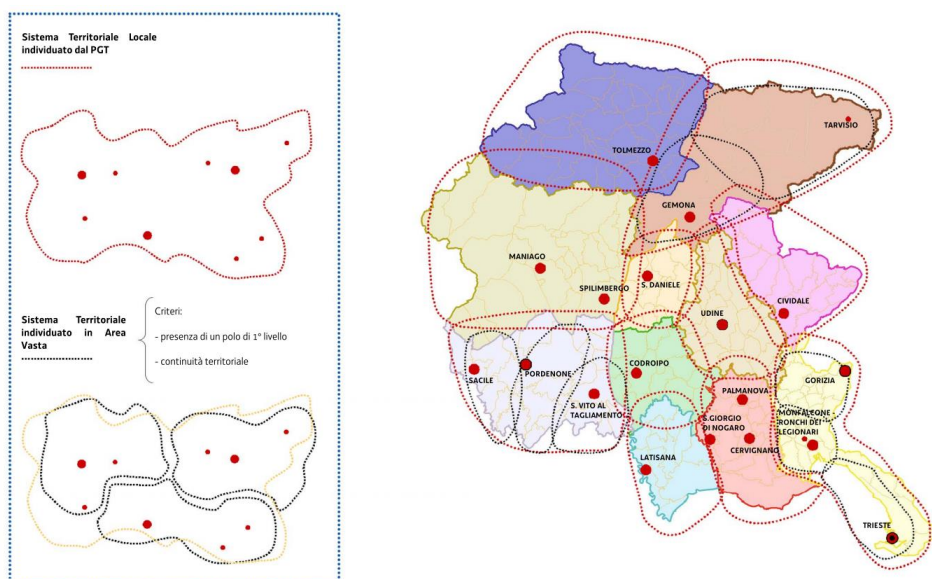 Sistema Territoriale Locale
individuato dal PGT
Sistema Territoriale
individuato in Area
Vasta
Criteri:
- presenza di un polo di 1° livello
- continuità territoriale
TARVISIO
TOLMEZZO
GEMONA
MANIAGO
S. DANIELE
SPILIMBERGO
CIVIDALE
UDINE
CODROIPO
PORDENONE
SACILE
GORIZIA
PALMANOVA
S. VITO AL
TAGLIAMENTO
MONFALCONE
RONCHI DEI
LEGIONARI
S.GIORGIO
DI NOGARO
CERVIGNANO
LATISANA
TRIESTE